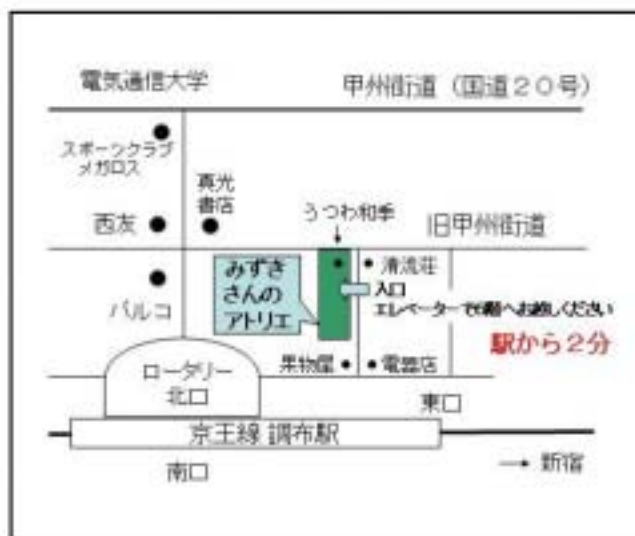 電気通信大学
甲州街道（国道２０号）
スポーツクラブ
メガロス
真光
書店
うつわ和季
西友
旧甲州街道
みずき
さんの
アトリエ
清流荘
入口
パルコ
駅から２分
果物屋
電器店
ロータリー
北口
東口
京王線 調布駅
南口
→ 新宿